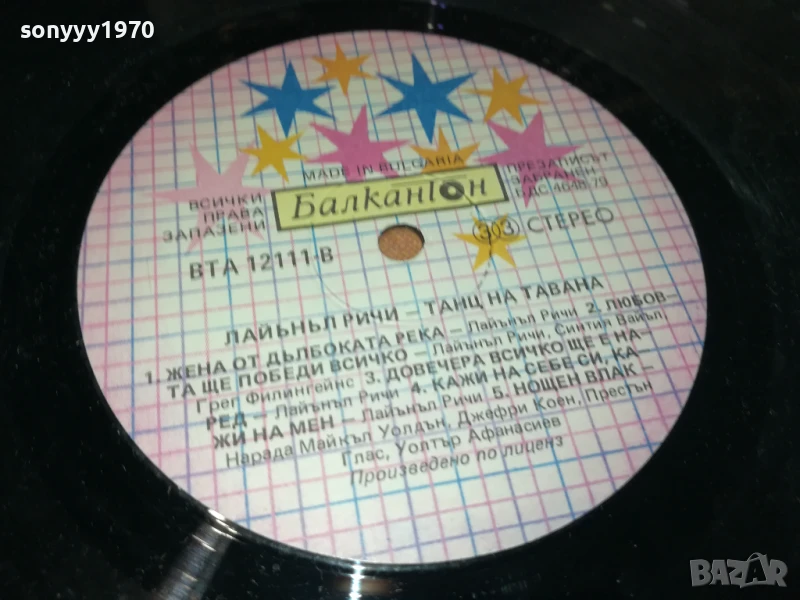 sonyyy1970
MADE IN BULGARIA
ВСИЧКИ
ПРАВА
ЗАПАЗЕНИ
Балкантон
ПРЕЗАПИСЪТ
ЗАБРАНЕН
БДС 4048-79
ВТА 12111-В
303 СТЕРЕО
ЛАЙЪНЪЛ РИЧИ – ТАНЦ НА ТАВАНА
1. ЖЕНА ОТ ДЪЛБОКАТА РЕКА – Лайънъл Ричи 2. ЛЮБОВ-
ТА ЩЕ ПОБЕДИ ВСИЧКО – Лайънъл Ричи, Синтия Вайъл,
Грег Филингейнс 3. ДОВЕЧЕРА ВСИЧКО ЩЕ Е НА-
РЕД – Лайънъл Ричи 4. КАЖИ НА СЕБЕ СИ, КА-
ЖИ НА МЕН – Лайънъл Ричи 5. НОЩЕН ВЛАК –
Нарада Майкъл Уолдън, Джефри Коен, Престън
Глас, Уолтър Афанасиев
Произведено по лиценз
BAZAR